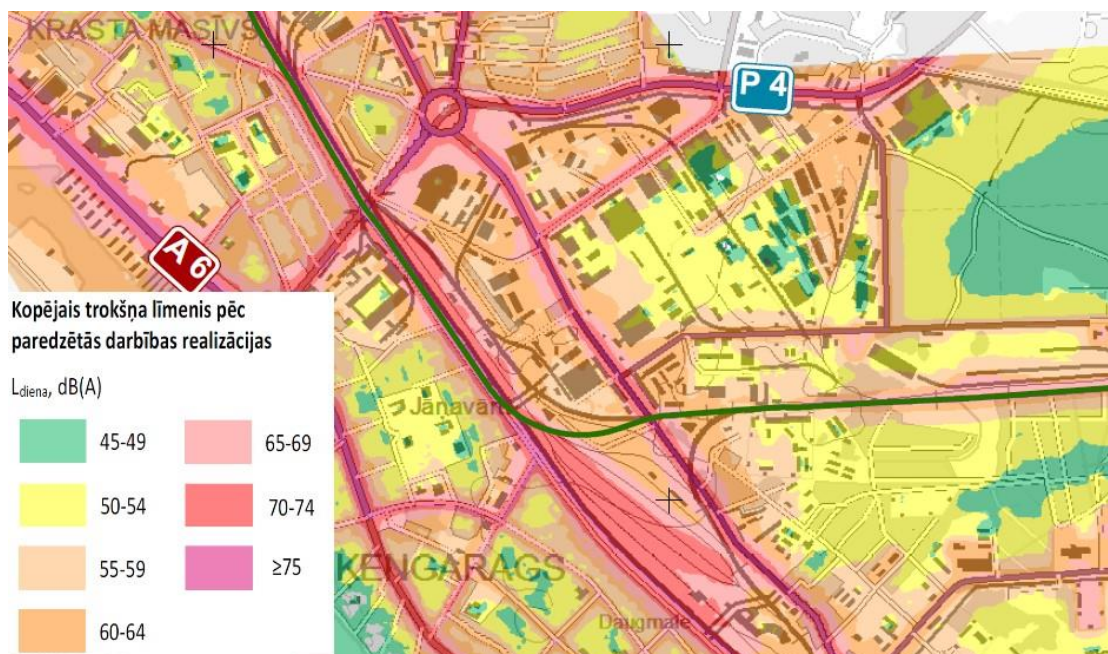 KRASTA MASĪVS
P 4
A 6
Kopējais trokšņa līmenis pēc
paredzētās darbības realizācijas
Ldiena, dB(A)
45-49
65-69
50-54
70-74
55-59
≥75
60-64
Jāņavārti
ĶENGARAGS
Daugmale